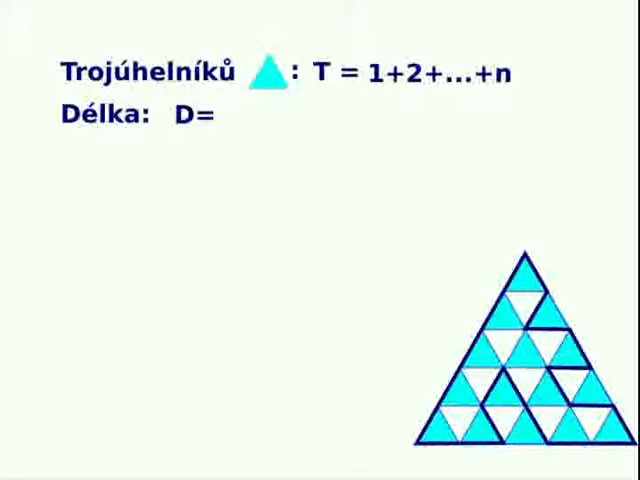 Trojúhelníků : T = 1+2+...+n
Délka: D=